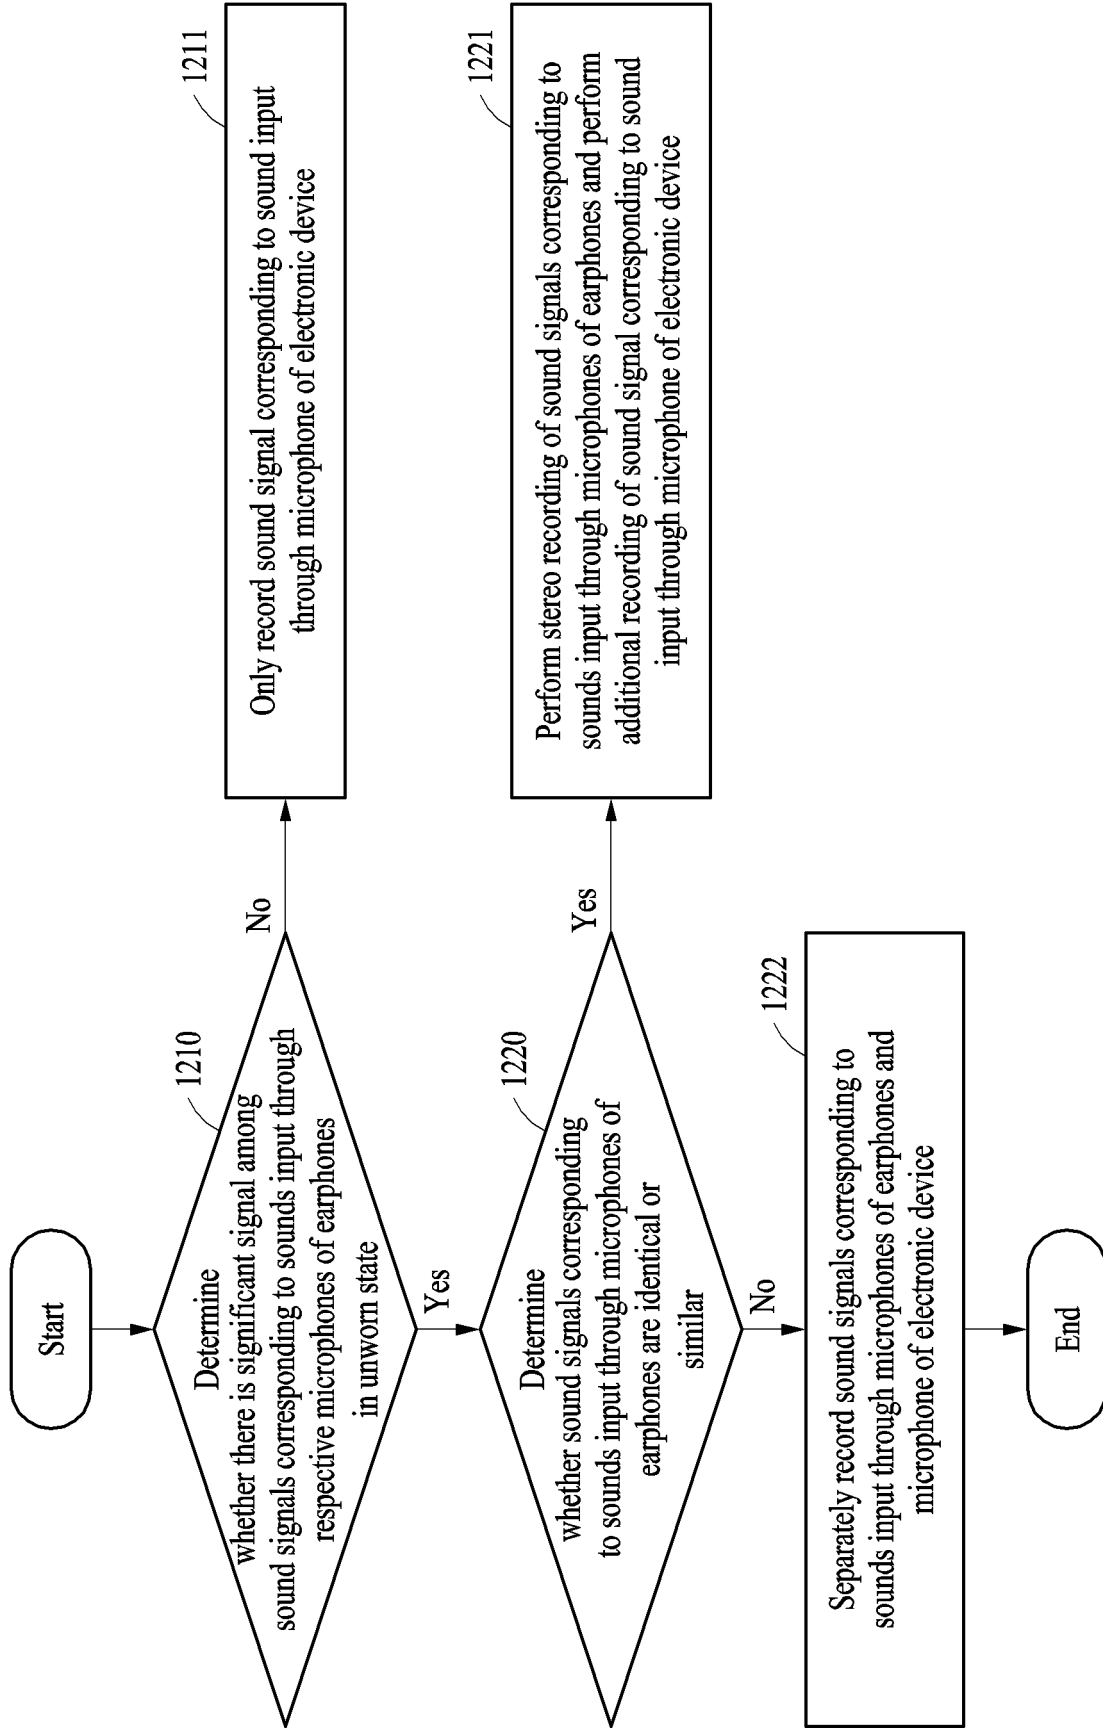 Start
1210
Determine
whether there is significant signal among
sound signals corresponding to sounds input through
respective microphones of earphones
in unworn state
No
1211
Only record sound signal corresponding to sound input
through microphone of electronic device
Yes
1220
Determine
whether sound signals corresponding
to sounds input through microphones of
earphones are identical or
similar
Yes
1221
Perform stereo recording of sound signals corresponding to
sounds input through microphones of earphones and perform
additional recording of sound signal corresponding to sound
input through microphone of electronic device
No
1222
Separately record sound signals corresponding to
sounds input through microphones of earphones and
microphone of electronic device
End